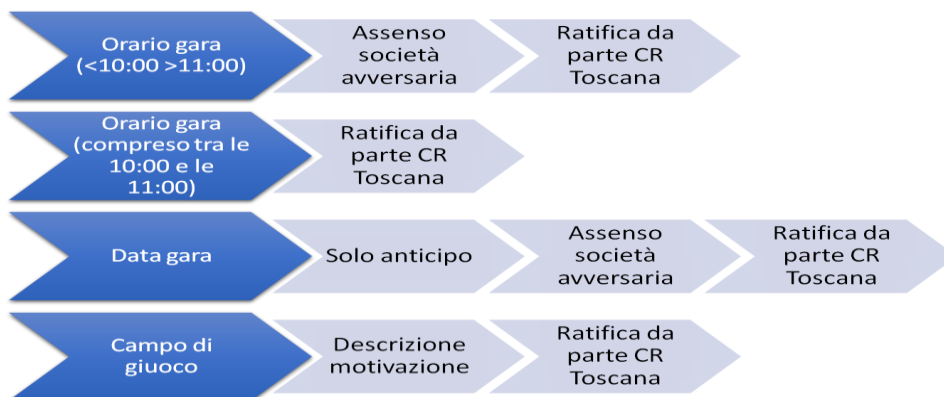 Orario gara
(<10:00 >11:00)
Assenso
società
avversaria
Ratifica da
parte CR
Toscana
Orario gara
(compreso tra le
10:00 e le
11:00)
Ratifica da
parte CR
Toscana
Data gara
Solo anticipo
Assenso
società
avversaria
Ratifica da
parte CR
Toscana
Campo di
giuoco
Descrizione
motivazione
Ratifica da
parte CR
Toscana